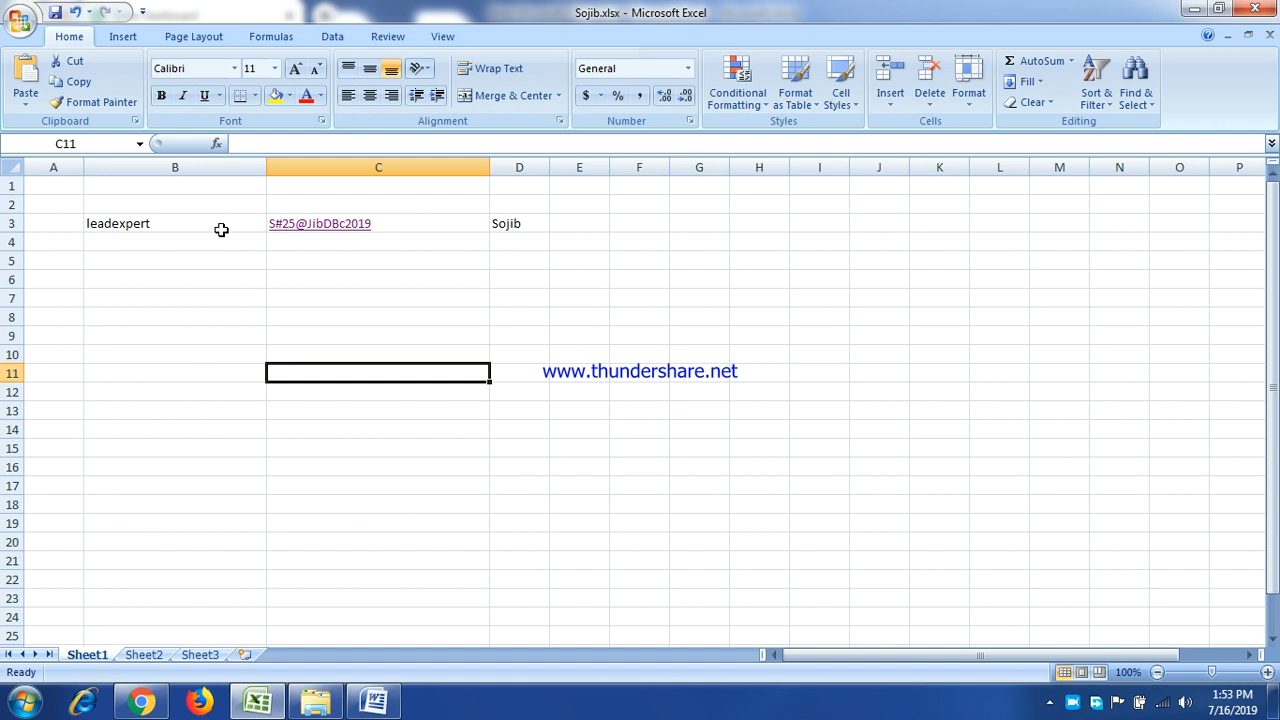 Sojib.xlsx - Microsoft Excel
Home Insert Page Layout Formulas Data Review View
Cut
Copy
Format Painter
Paste
Clipboard
Calibri 11
B I U
Font
Wrap Text
Merge & Center
Alignment
General
$ % ,
Number
Conditional Formatting
Format as Table
Cell Styles
Styles
Insert Delete Format
Cells
AutoSum
Fill
Clear
Sort & Filter
Find & Select
Editing
C11 fx
A B C D E F G H I J K L M N O P
1
2
3 leadexpert S#25@JibDBc2019 Sojib
4
5
6
7
8
9
10
11 www.thundershare.net
12
13
14
15
16
17
18
19
20
21
22
23
24
25
Sheet1 Sheet2 Sheet3
Ready 100%
1:53 PM
7/16/2019